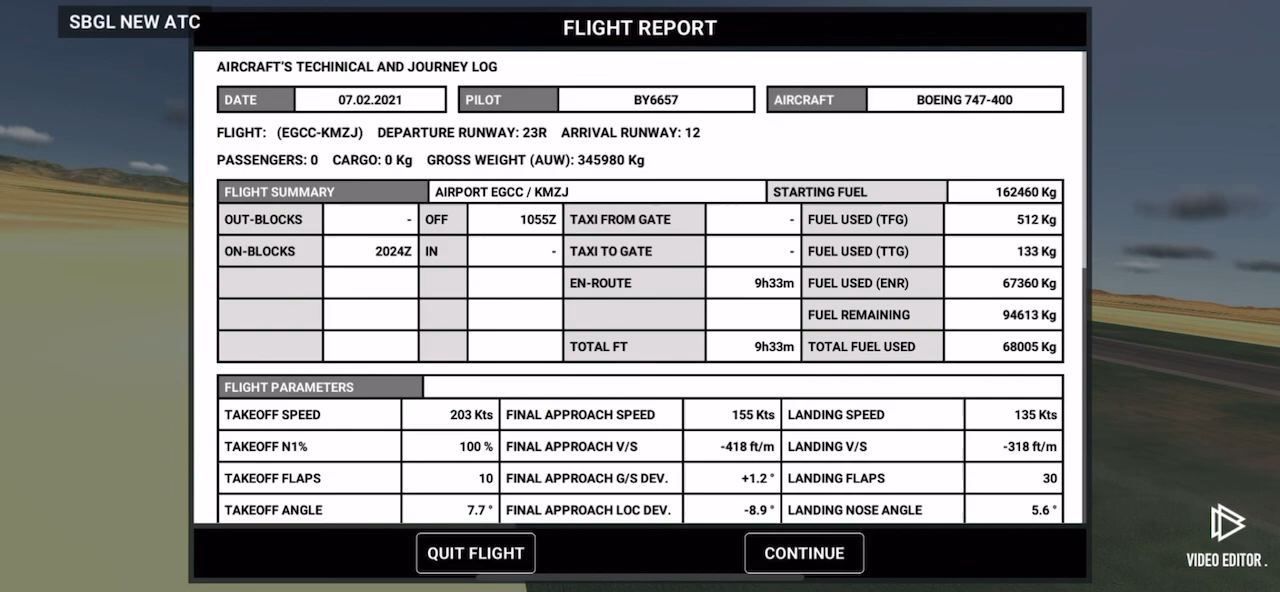 SBGL NEW ATC
FLIGHT REPORT
AIRCRAFT'S TECHINICAL AND JOURNEY LOG
DATE 07.02.2021 PILOT BY6657 AIRCRAFT BOEING 747-400
FLIGHT: (EGCC-KMZJ) DEPARTURE RUNWAY: 23R ARRIVAL RUNWAY: 12
PASSENGERS: 0 CARGO: 0 Kg GROSS WEIGHT (AUW): 345980 Kg
FLIGHT SUMMARY AIRPORT EGCC / KMZJ STARTING FUEL 162460 Kg
OUT-BLOCKS - OFF 1055Z TAXI FROM GATE - FUEL USED (TFG) 512 Kg
ON-BLOCKS 2024Z IN - TAXI TO GATE - FUEL USED (TTG) 133 Kg
EN-ROUTE 9h33m FUEL USED (ENR) 67360 Kg
FUEL REMAINING 94613 Kg
TOTAL FT 9h33m TOTAL FUEL USED 68005 Kg
FLIGHT PARAMETERS
TAKEOFF SPEED 203 Kts FINAL APPROACH SPEED 155 Kts LANDING SPEED 135 Kts
TAKEOFF N1% 100 % FINAL APPROACH V/S -418 ft/m LANDING V/S -318 ft/m
TAKEOFF FLAPS 10 FINAL APPROACH G/S DEV. +1.2 ° LANDING FLAPS 30
TAKEOFF ANGLE 7.7 ° FINAL APPROACH LOC DEV. -8.9 ° LANDING NOSE ANGLE 5.6 °
QUIT FLIGHT CONTINUE
VIDEO EDITOR .